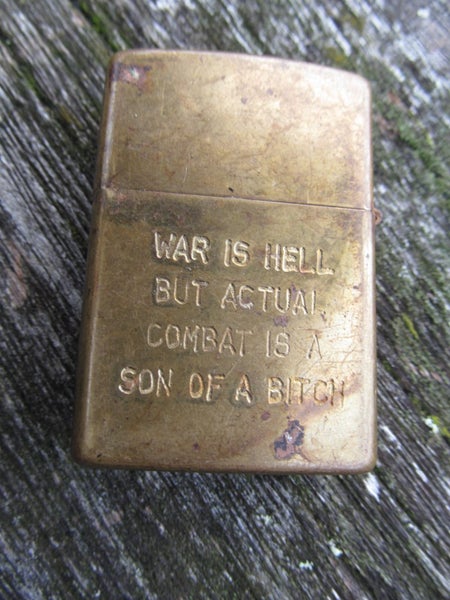 WAR IS HELL
BUT ACTUAL
COMBAT IS A
SON OF A BITCH